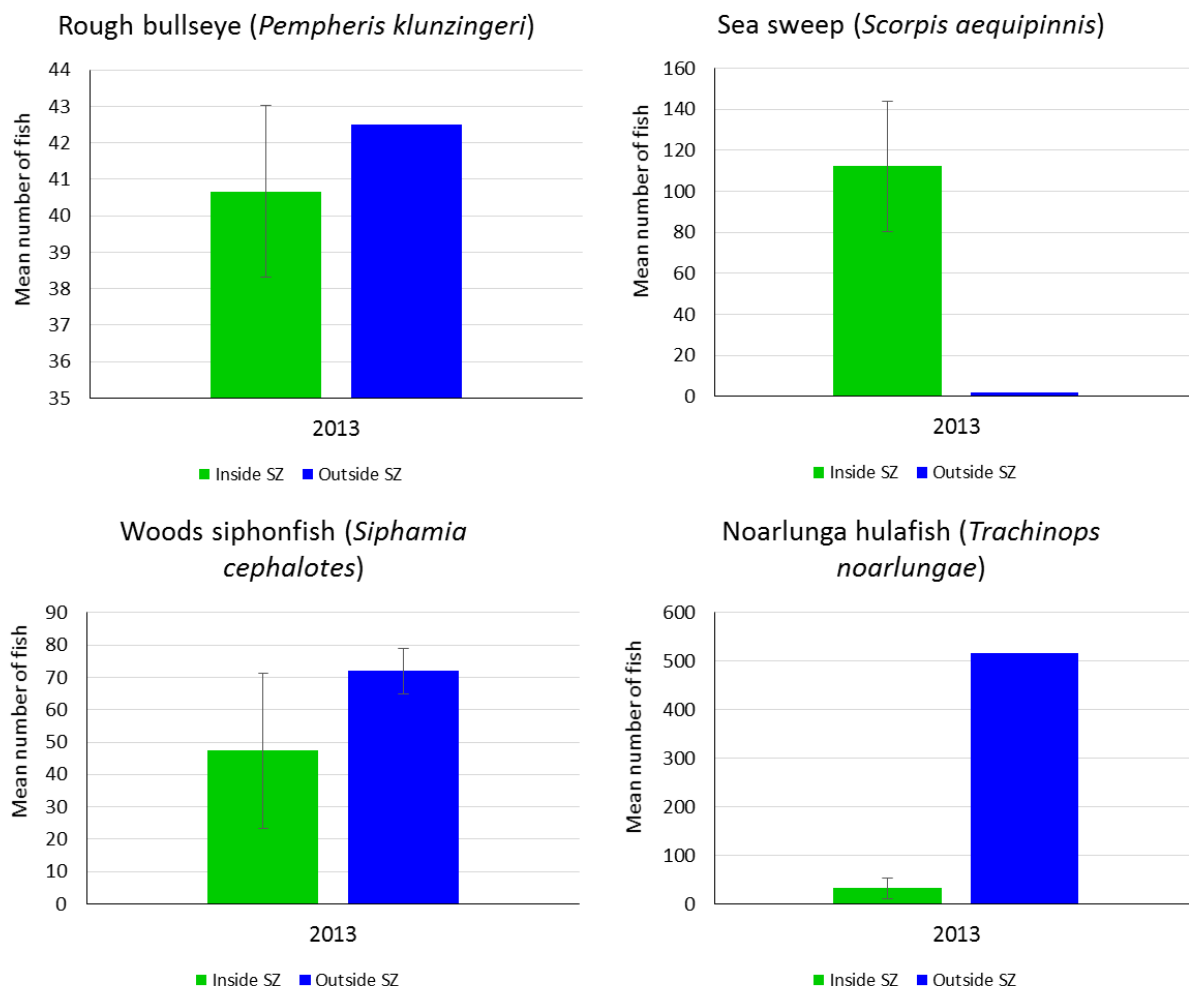 Rough bullseye (Pempheris klunzingeri)
Mean number of fish
44
43
42
41
40
39
38
37
36
35
2013
Inside SZ Outside SZ
Sea sweep (Scorpis aequipinnis)
Mean number of fish
160
140
120
100
80
60
40
20
0
2013
Inside SZ Outside SZ
Woods siphonfish (Siphamia
cephalotes)
Mean number of fish
90
80
70
60
50
40
30
20
10
0
2013
Inside SZ Outside SZ
Noarlunga hulafish (Trachinops
noarlungae)
Mean number of fish
600
500
400
300
200
100
0
2013
Inside SZ Outside SZ